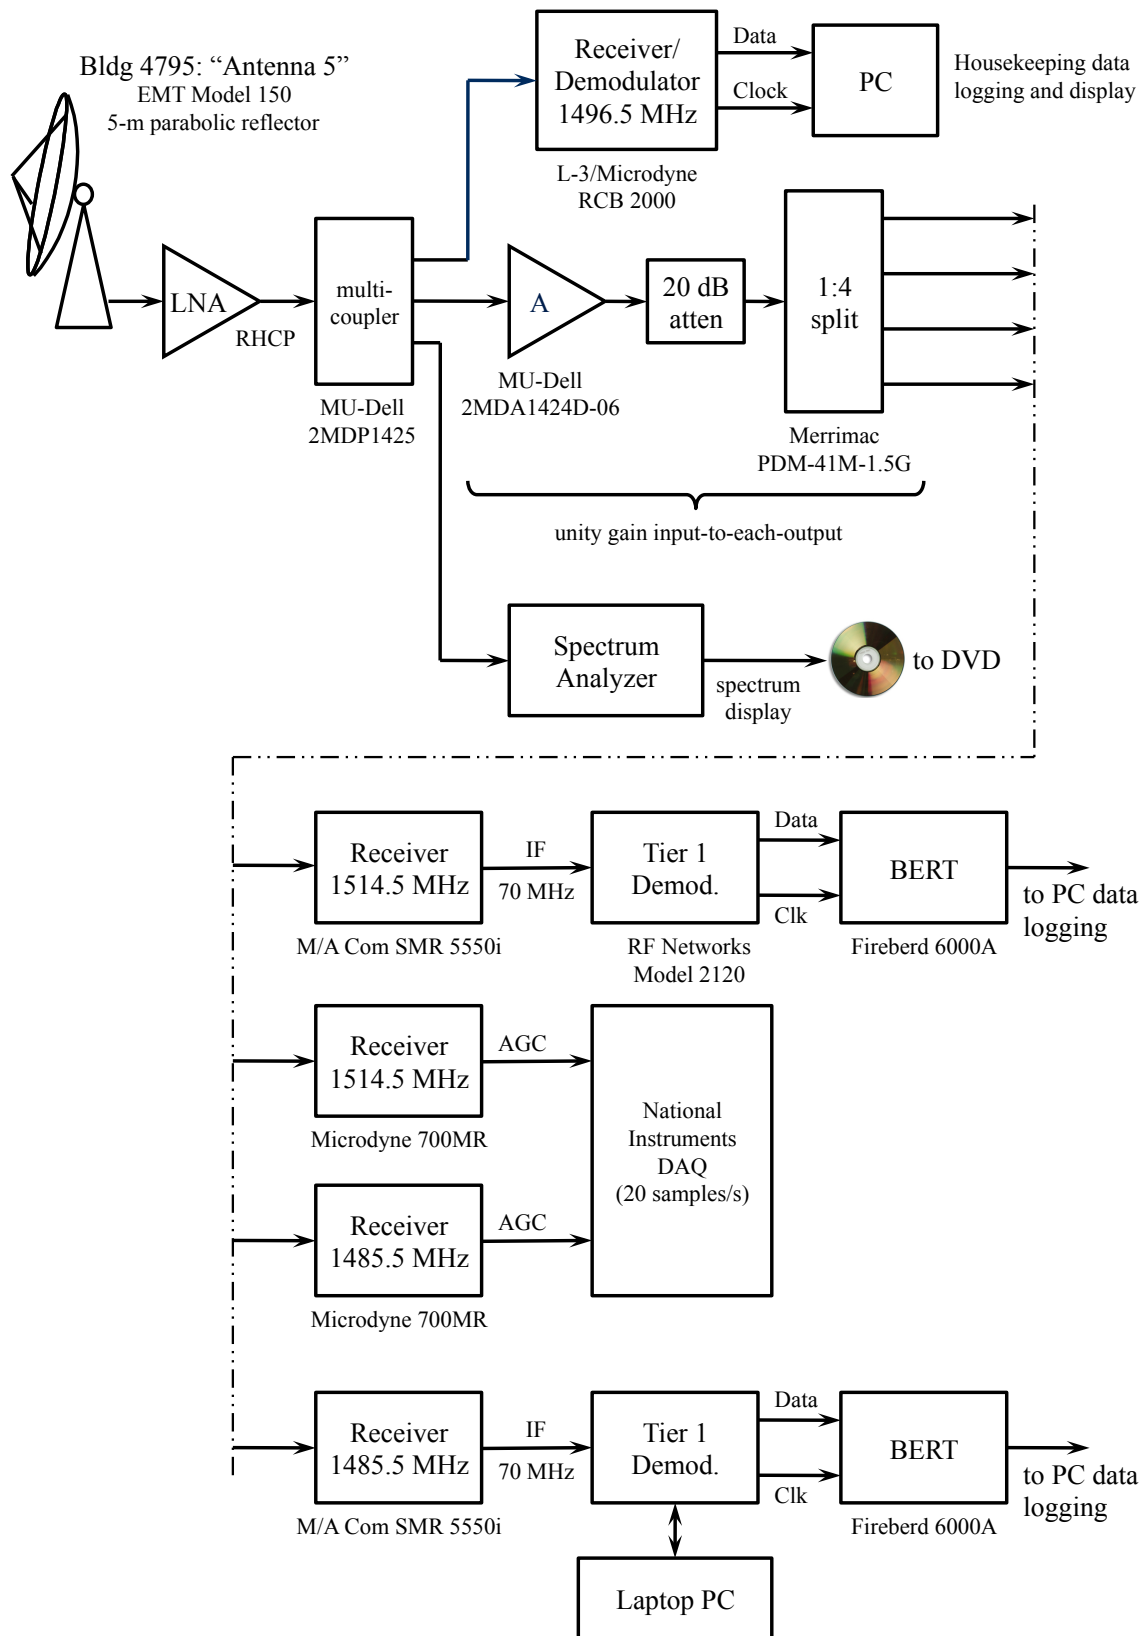 Bldg 4795: “Antenna 5”
EMT Model 150
5-m parabolic reflector
Receiver/
Demodulator
1496.5 MHz
L-3/Microdyne
RCB 2000
Data
Clock
PC
Housekeeping data
logging and display
LNA
RHCP
multi-
coupler
MU-Dell
2MDP1425
A
MU-Dell
2MDA1424D-06
20 dB
atten
1:4
split
Merrimac
PDM-41M-1.5G
unity gain input-to-each-output
Spectrum
Analyzer
spectrum
display
to DVD
Receiver
1514.5 MHz
M/A Com SMR 5550i
IF
70 MHz
Tier 1
Demod.
RF Networks
Model 2120
Data
Clk
BERT
Fireberd 6000A
to PC data
logging
Receiver
1514.5 MHz
Microdyne 700MR
AGC
National
Instruments
DAQ
(20 samples/s)
Receiver
1485.5 MHz
Microdyne 700MR
AGC
Receiver
1485.5 MHz
M/A Com SMR 5550i
IF
70 MHz
Tier 1
Demod.
Data
Clk
BERT
Fireberd 6000A
to PC data
logging
Laptop PC